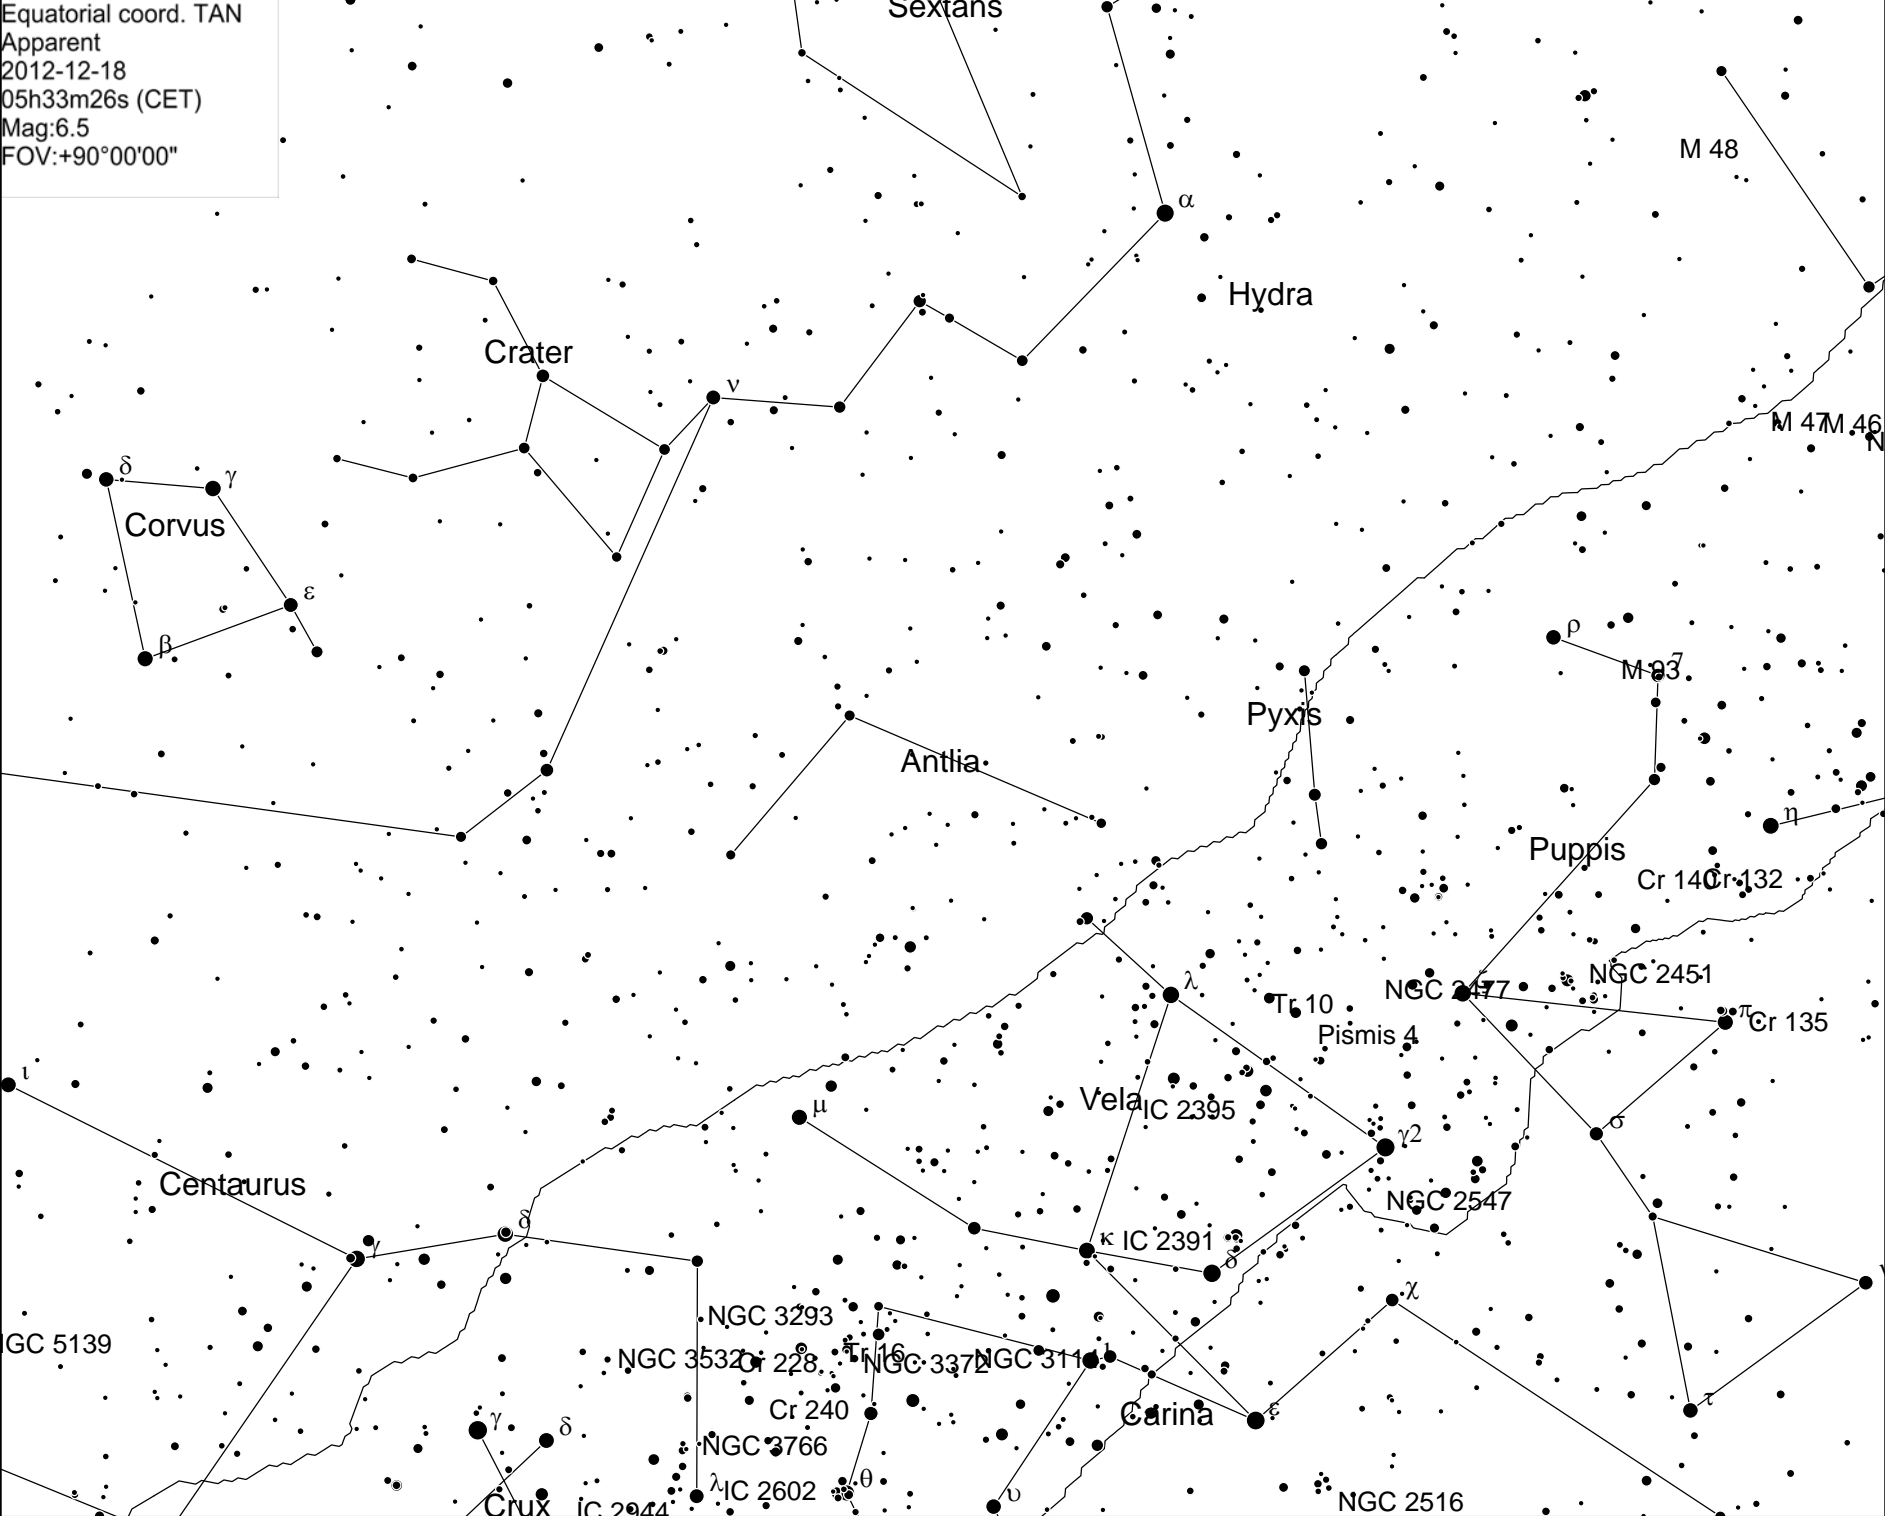 Equatorial coord. TAN
Apparent
2012-12-18
05h33m26s (CET)
Mag:6.5
FOV:+90°00'00"
Sextans
M 48
α
Hydra
Crater
ν
M 47
M 46
δ
γ
Corvus
ε
β
ρ
M 93
Pyxis
Antlia
η
Puppis
Cr 140
Cr 132
λ
NGC 2477
NGC 2451
Tr 10
π
Cr 135
Pismis 4
ι
Vela
IC 2395
μ
σ
γ2
Centaurus
NGC 2547
δ
γ
κ
IC 2391
δ
χ
NGC 3293
NGC 5139
NGC 3532
Cr 228
Tr 16
NGC 3372
NGC 3114
τ
Cr 240
Carina
ε
γ
δ
NGC 3766
θ
λ
IC 2602
υ
NGC 2516
Crux
IC 2944